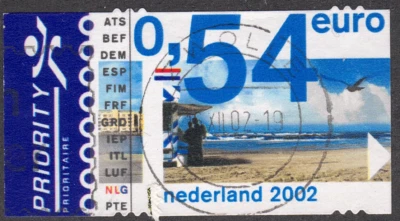 PRIORITY
PRIORITAIRE
ATS
BEF
DEM
ESP
FIM
FRF
GRD
IEP
ITL
LUF
NLG
PTE
0,54 euro
XII.02-19
nederland 2002